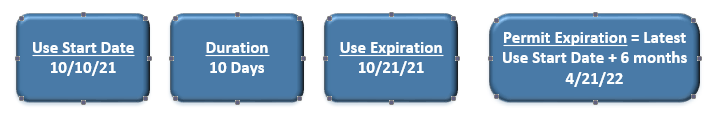 Use Start Date
10/10/21
Duration
10 Days
Use Expiration
10/21/21
Permit Expiration = Latest
Use Start Date + 6 months
4/21/22